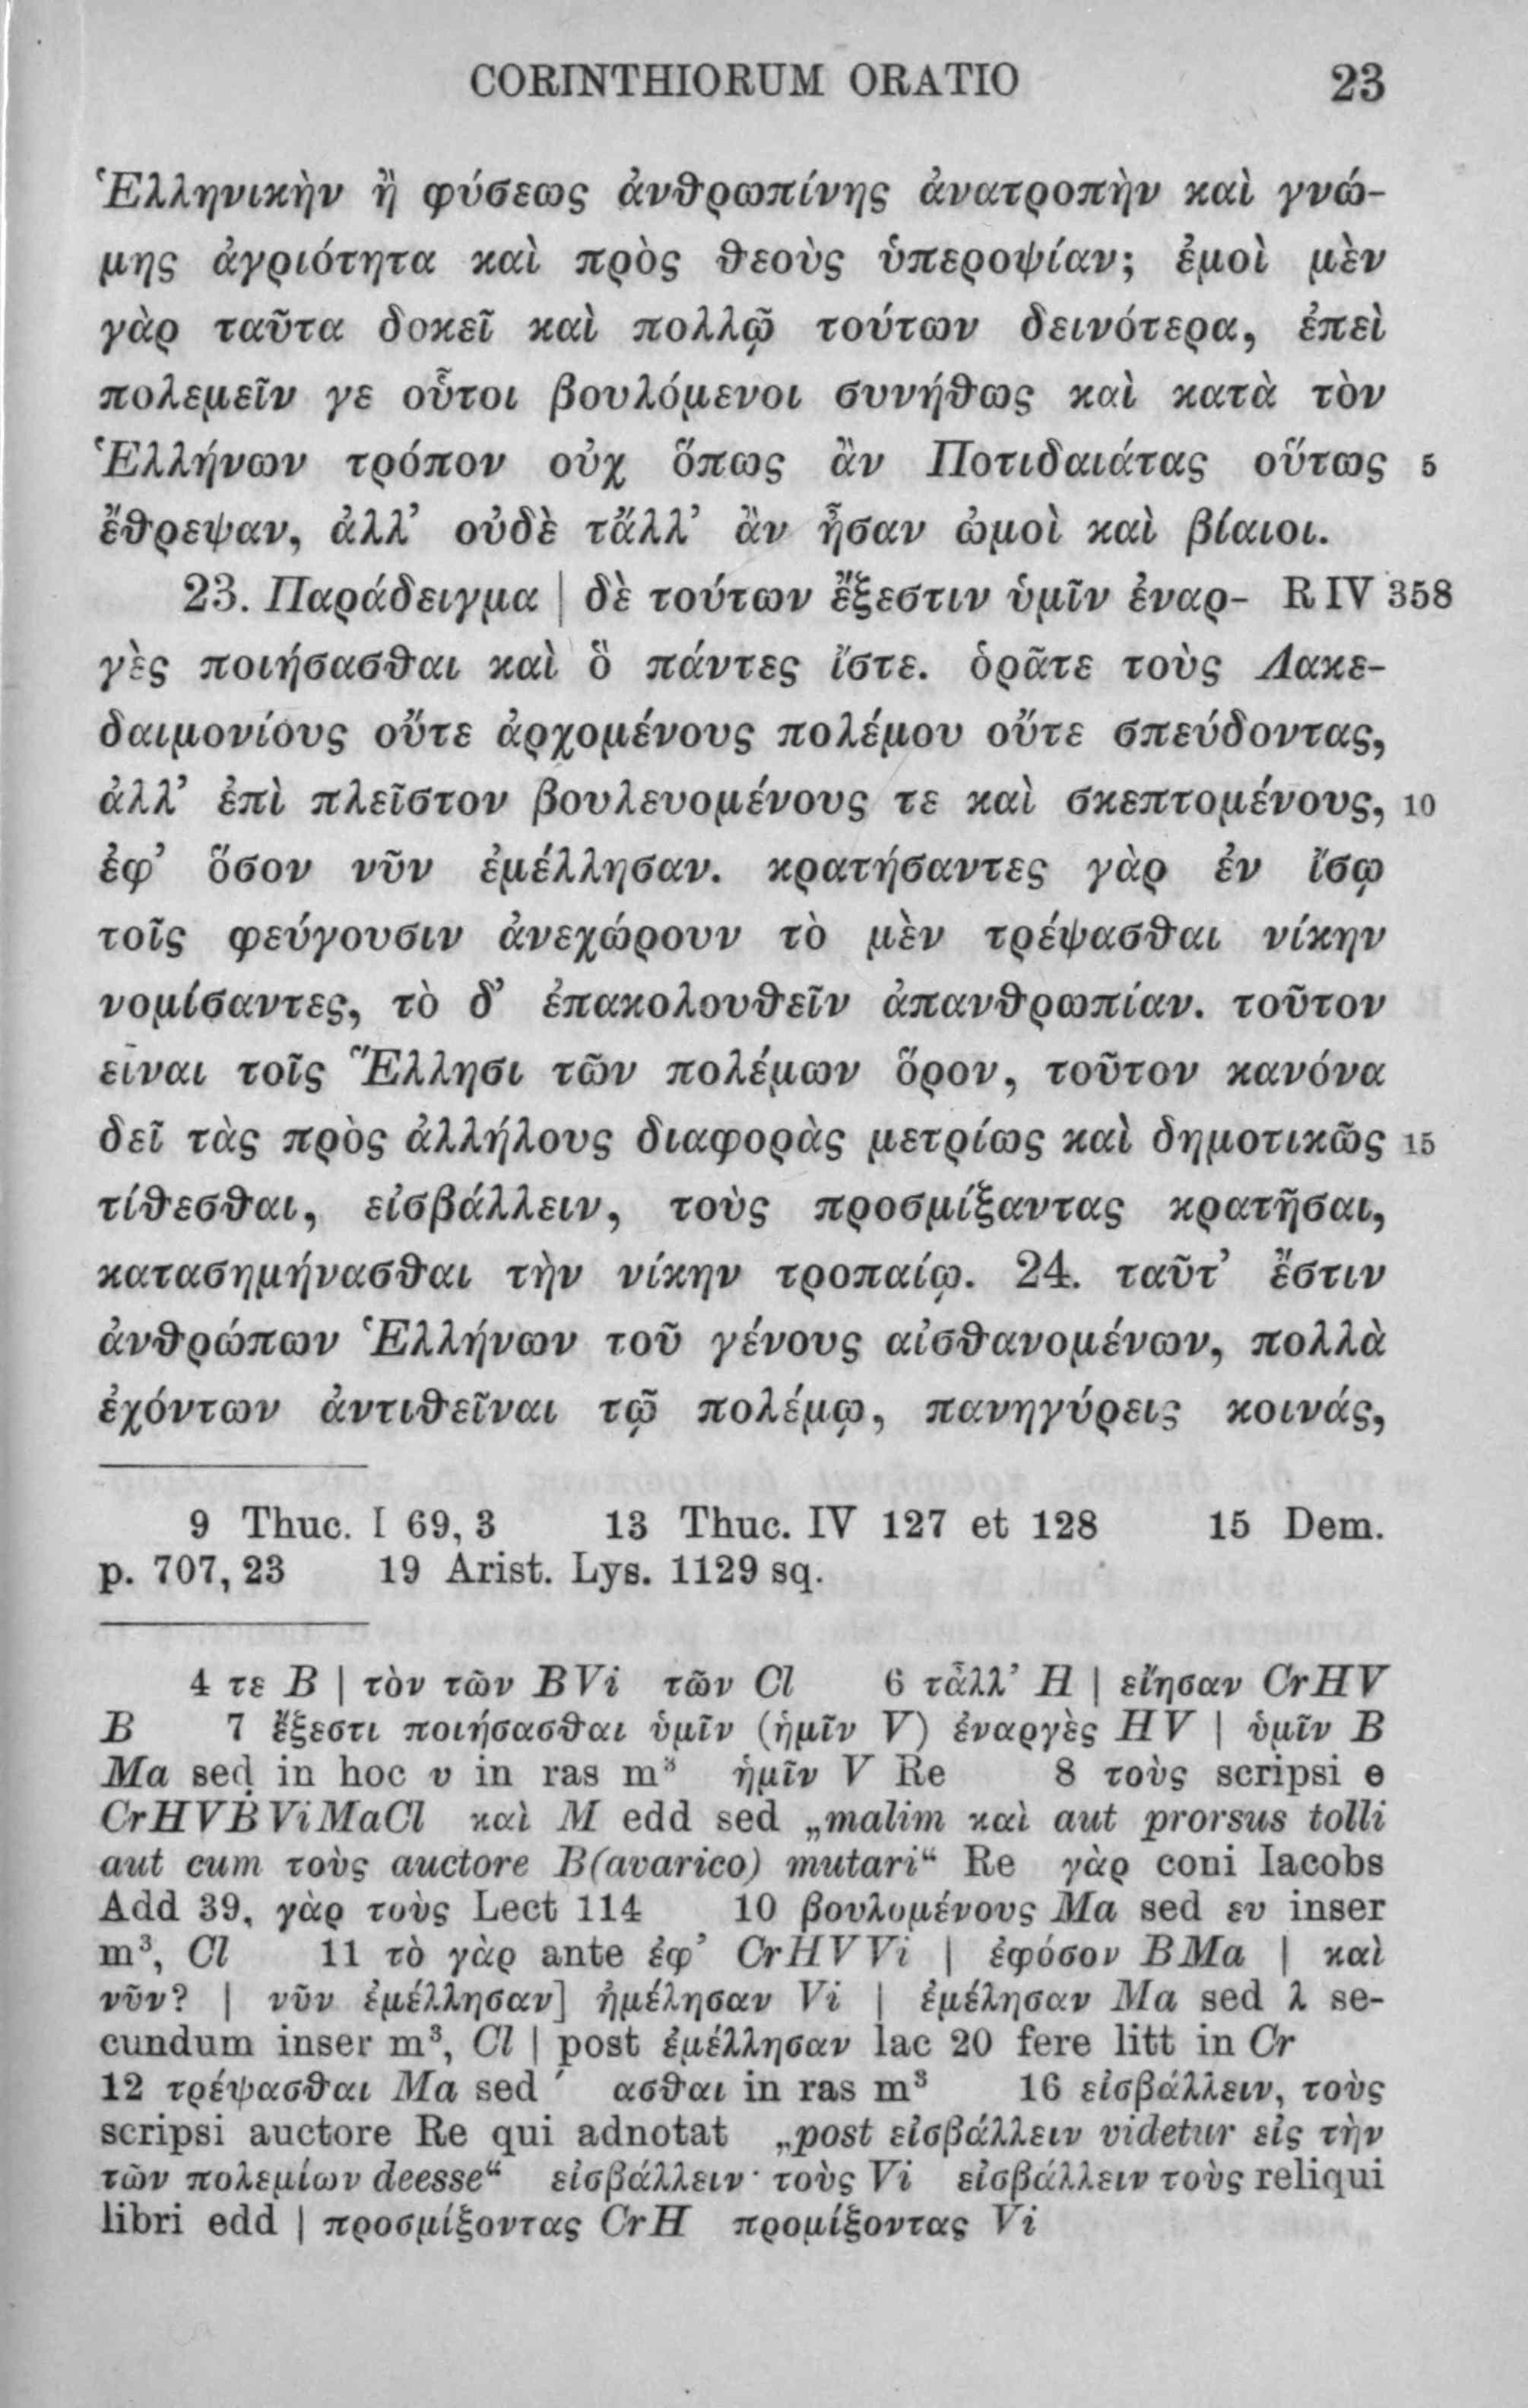 CORINTHIORUM ORATIO 23
Ἑλληνικὴν ἢ φύσεως ἀνθρωπίνης ἀνατροπὴν καὶ γνώ-
μης ἀγριότητα καὶ πρὸς θεοὺς ὑπεροψίαν; ἐμοὶ μὲν
γὰρ ταῦτα δοκεῖ καὶ πολλῷ τούτων δεινότερα, ἐπεὶ
πολεμεῖν γε οὗτοι βουλόμενοι συνήθως καὶ κατὰ τὸν
Ἑλλήνων τρόπον οὐχ ὅπως ἂν Ποτιδαιάτας οὕτως 5
ἔθρεψαν, ἀλλ’ οὐδὲ τἄλλ’ ἂν ἦσαν ὠμοὶ καὶ βίαιοι.
23. Παράδειγμα | δὲ τούτων ἔξεστιν ὑμῖν ἐναρ- R IV 358
γὲς ποιήσασθαι καὶ ὃ πάντες ἴστε. ὁρᾶτε τοὺς Λακε-
δαιμονίους οὔτε ἀρχομένους πολέμου οὔτε σπεύδοντας,
ἀλλ’ ἐπὶ πλεῖστον βουλευομένους τε καὶ σκεπτομένους, 10
ἐφ’ ὅσον νῦν ἐμέλλησαν. κρατήσαντες γὰρ ἐν ἴσῳ
τοῖς φεύγουσιν ἀνεχώρουν τὸ μὲν τρέψασθαι νίκην
νομίσαντες, τὸ δ’ ἐπακολουθεῖν ἀπανθρωπίαν. τοῦτον
εἶναι τοῖς Ἕλλησι τῶν πολέμων ὅρον, τοῦτον κανόνα
δεῖ τὰς πρὸς ἀλλήλους διαφορὰς μετρίως καὶ δημοτικῶς 15
τίθεσθαι, εἰσβάλλειν, τοὺς προσμίξαντας κρατῆσαι,
κατασημήνασθαι τὴν νίκην τροπαίῳ. 24. ταῦτ’ ἔστιν
ἀνθρώπων Ἑλλήνων τοῦ γένους αἰσθανομένων, πολλὰ
ἐχόντων ἀντιθεῖναι τῷ πολέμῳ, πανηγύρεις κοινάς,
9 Thuc. I 69, 3 13 Thuc. IV 127 et 128 15 Dem.
p. 707, 23 19 Arist. Lys. 1129 sq.
4 τε B | τὸν τῶν BVi τῶν Cl 6 τἆλλ’ H | εἴησαν CrHV
B 7 ἔξεστι ποιήσασθαι ὑμῖν (ἡμῖν V) ἐναργὲς HV | ὑμῖν B
Ma sed in hoc υ in ras m³ ἡμῖν V Re 8 τοὺς scripsi e
CrHVBViMaCl καὶ M edd sed „malim καὶ aut prorsus tolli
aut cum τοὺς auctore B(avarico) mutari“ Re γὰρ coni Iacobs
Add 39, γὰρ τοὺς Lect 114 10 βουλομένους Ma sed ευ inser
m³, Cl 11 τὸ γὰρ ante ἐφ’ CrHVVi | ἐφόσον BMa | καὶ
νῦν? | νῦν ἐμέλλησαν] ἠμέλησαν Vi | ἐμέλησαν Ma sed λ se-
cundum inser m³, Cl | post ἐμέλλησαν lac 20 fere litt in Cr
12 τρέψασθαι Ma sed ´ ασθαι in ras m³ 16 εἰσβάλλειν, τοὺς
scripsi auctore Re qui adnotat „post εἰσβάλλειν videtur εἰς τὴν
τῶν πολεμίων deesse“ εἰσβάλλειν· τοὺς Vi εἰσβάλλειν τοὺς reliqui
libri edd | προσμίξοντας CrH προμίξοντας Vi